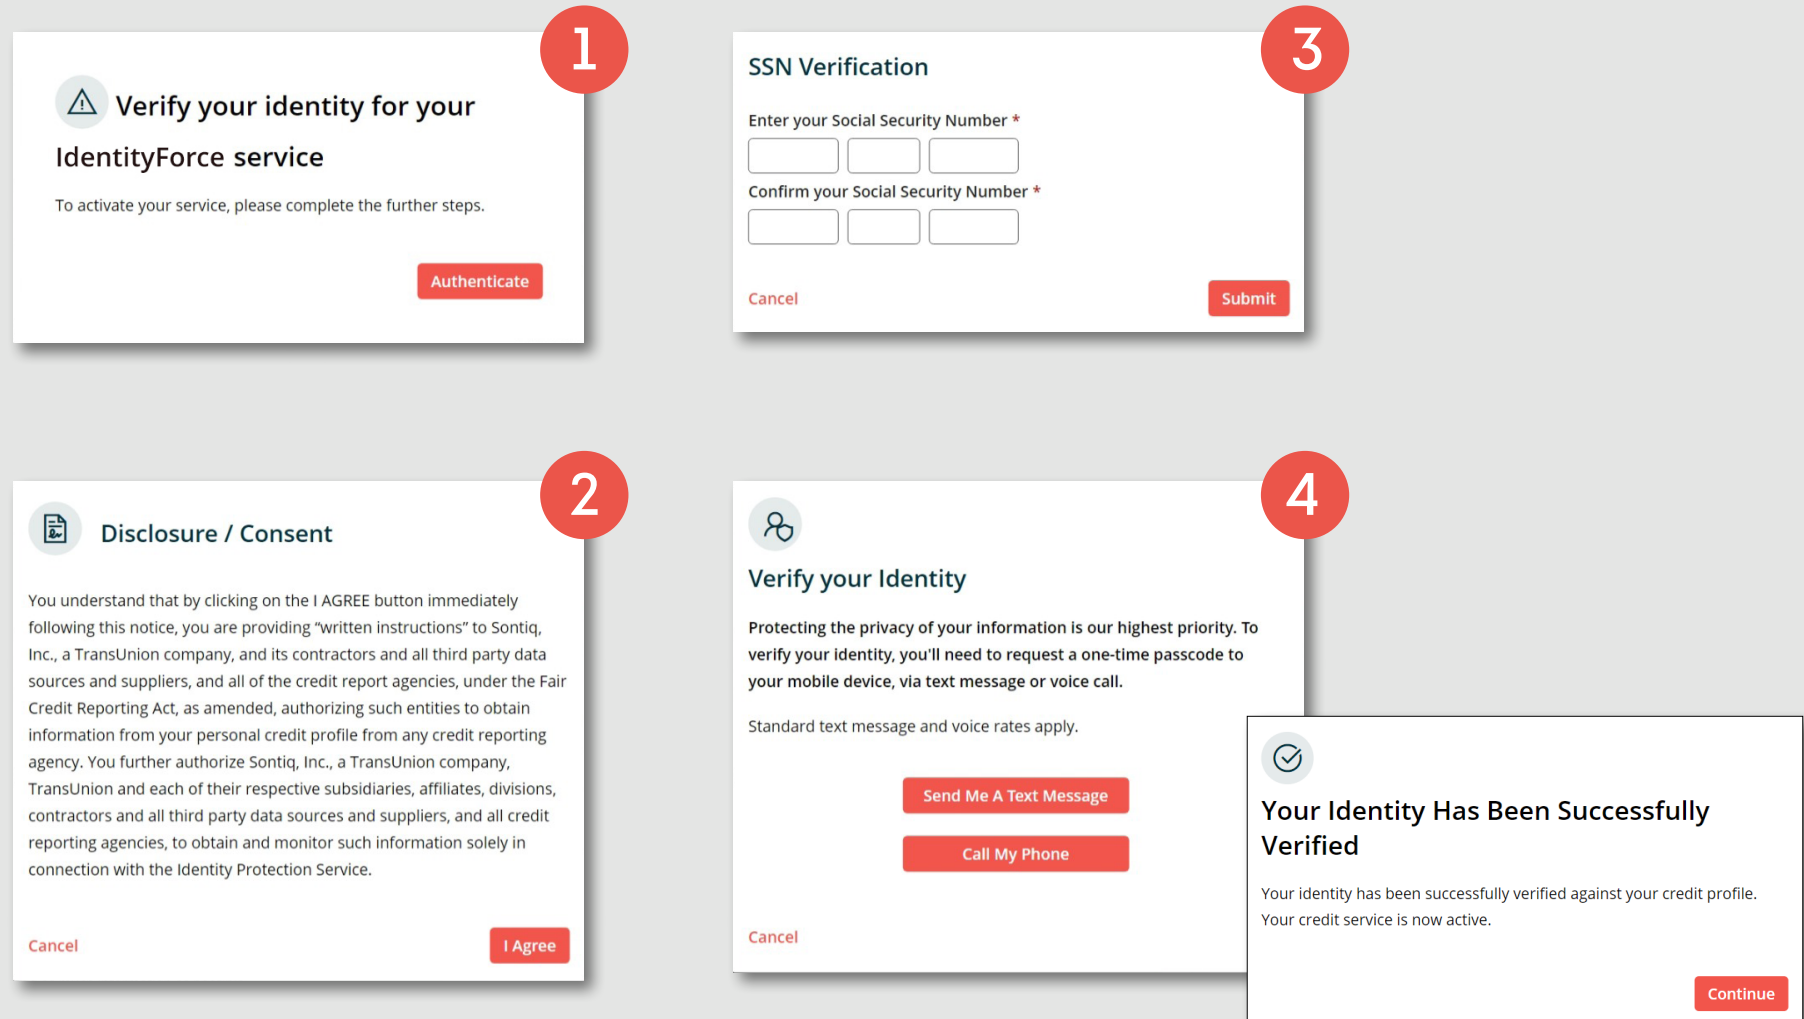 1
Verify your identity for your
IdentityForce service
To activate your service, please complete the further steps.
Authenticate
2
Disclosure / Consent
You understand that by clicking on the I AGREE button immediately
following this notice, you are providing “written instructions” to Sontiq,
Inc., a TransUnion company, and its contractors and all third party data
sources and suppliers, and all of the credit report agencies, under the Fair
Credit Reporting Act, as amended, authorizing such entities to obtain
information from your personal credit profile from any credit reporting
agency. You further authorize Sontiq, Inc., a TransUnion company,
TransUnion and each of their respective subsidiaries, affiliates, divisions,
contractors and all third party data sources and suppliers, and all credit
reporting agencies, to obtain and monitor such information solely in
connection with the Identity Protection Service.
Cancel
I Agree
3
SSN Verification
Enter your Social Security Number *
Confirm your Social Security Number *
Cancel
Submit
4
Verify your Identity
Protecting the privacy of your information is our highest priority. To
verify your identity, you'll need to request a one-time passcode to
your mobile device, via text message or voice call.
Standard text message and voice rates apply.
Send Me A Text Message
Call My Phone
Cancel
Your Identity Has Been Successfully
Verified
Your identity has been successfully verified against your credit profile.
Your credit service is now active.
Continue